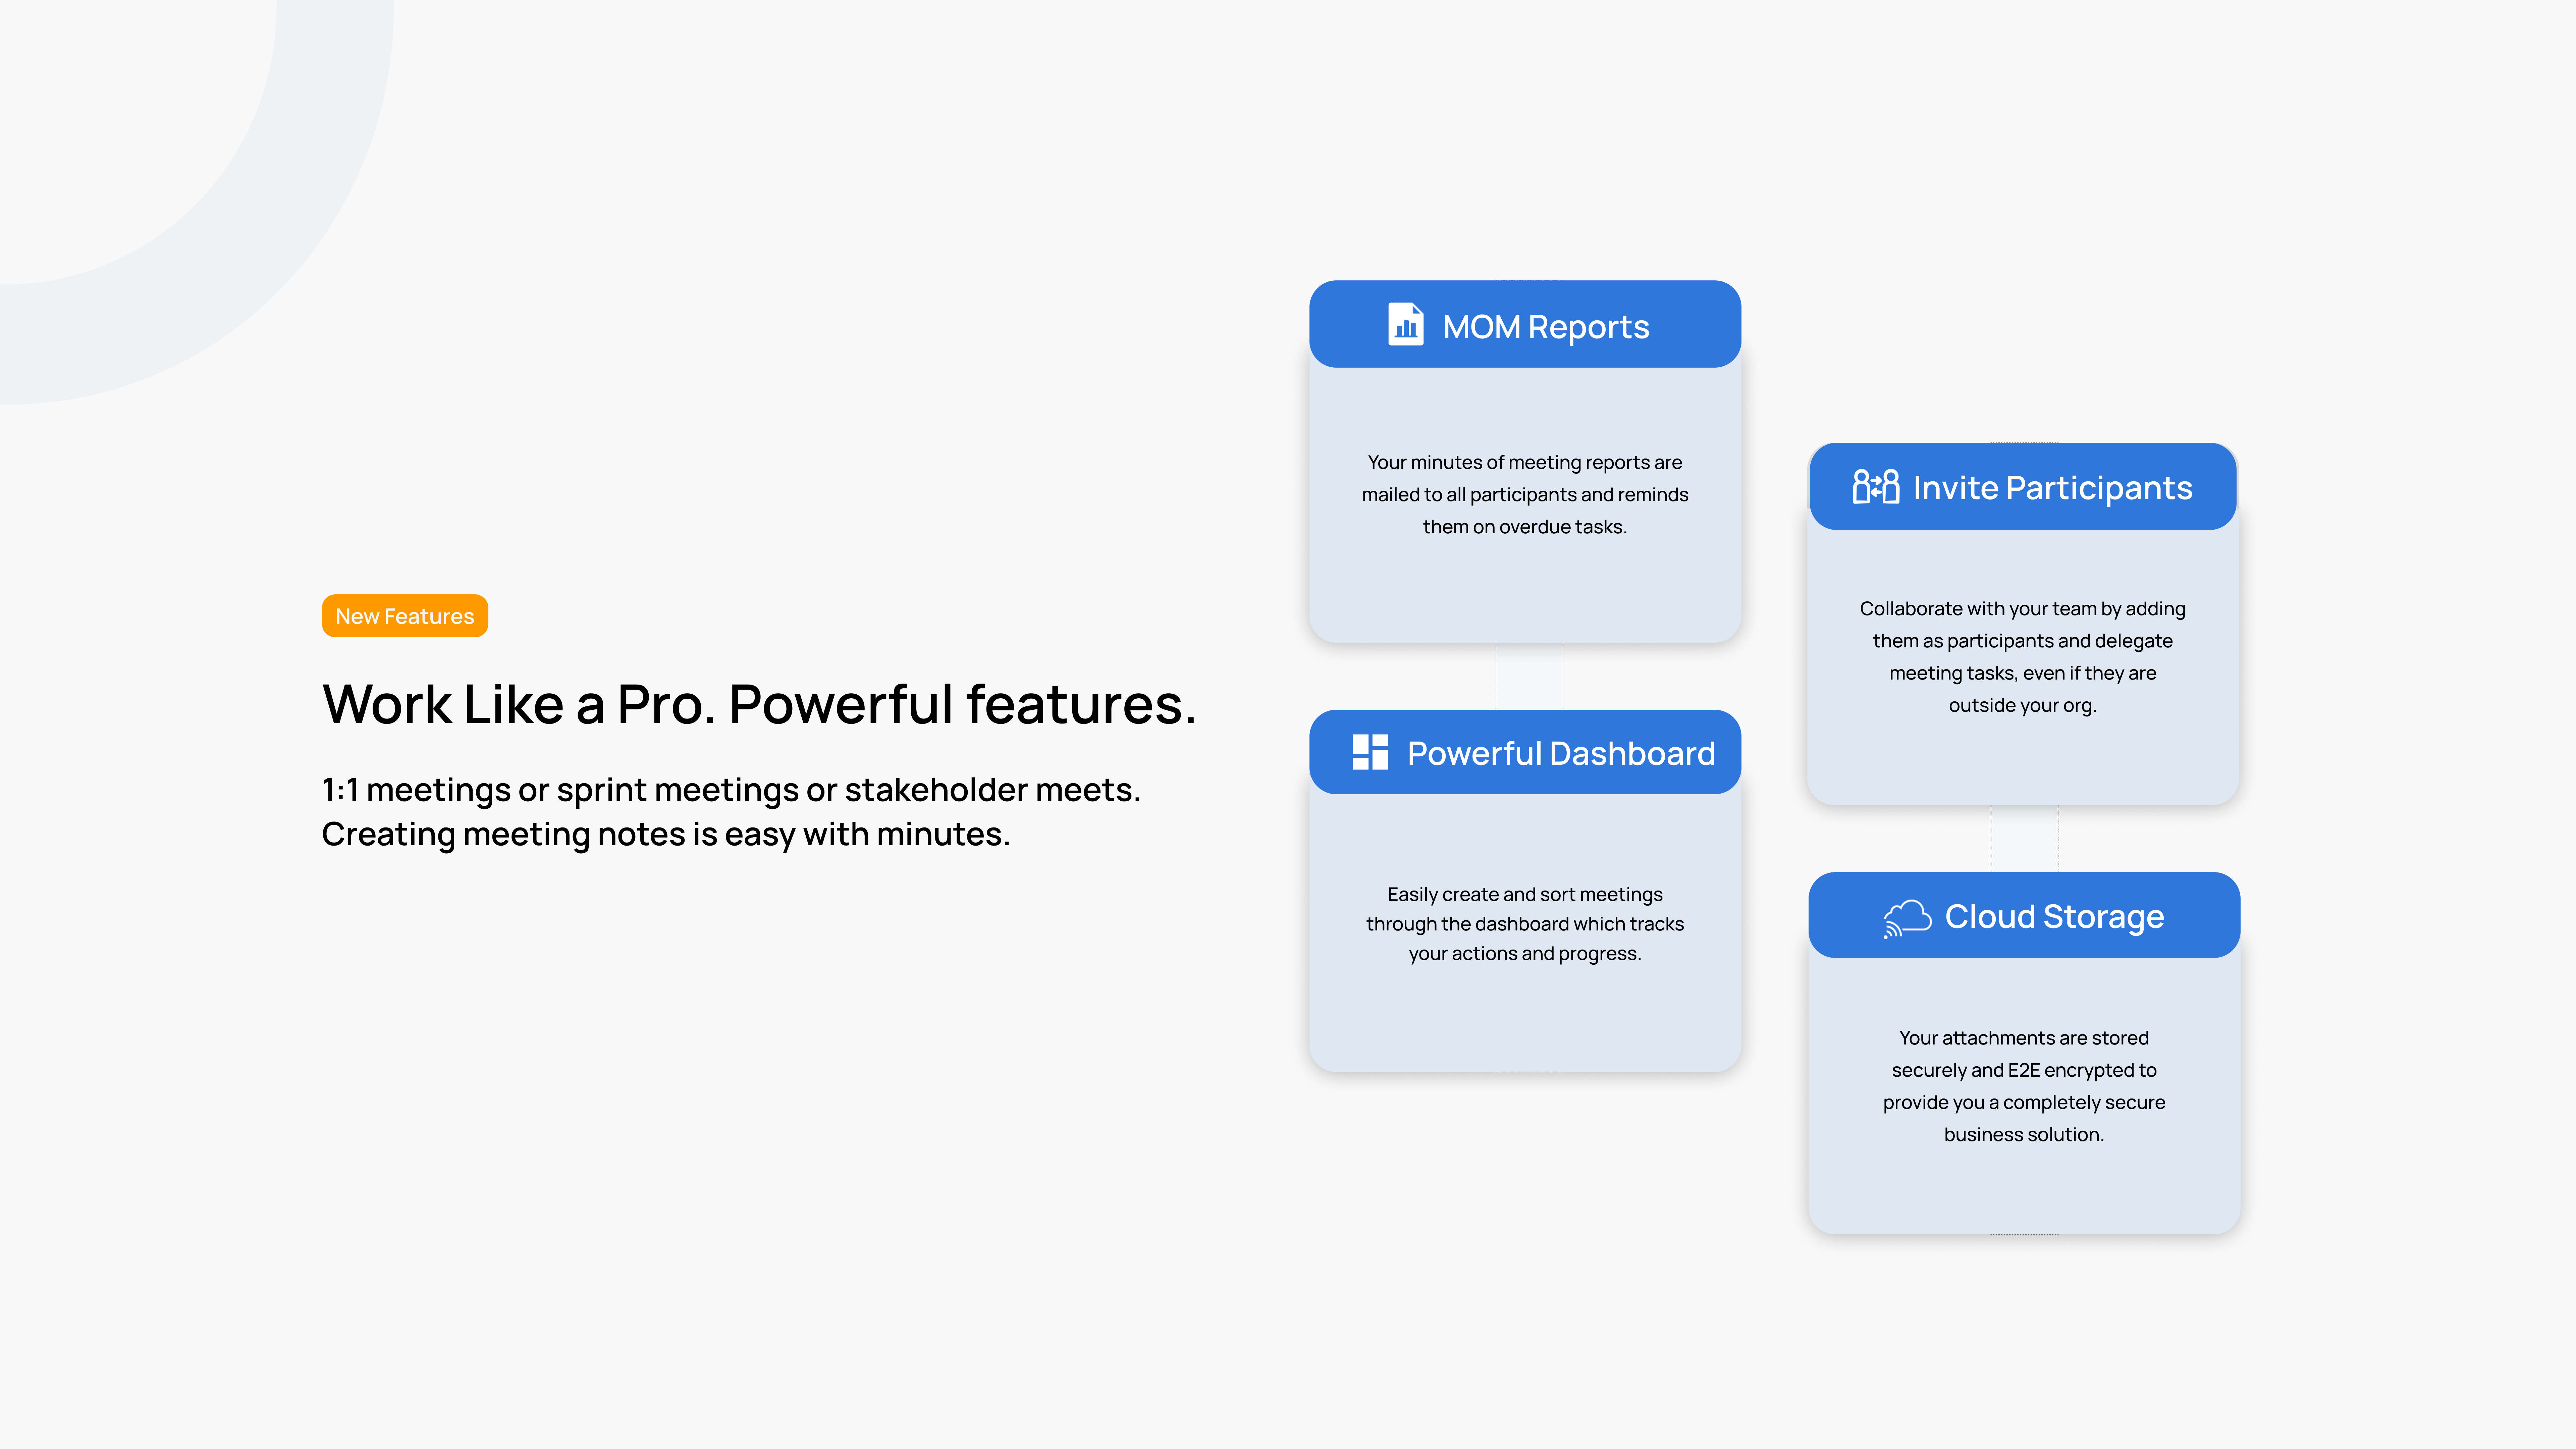 New Features
Work Like a Pro. Powerful features.
1:1 meetings or sprint meetings or stakeholder meets.
Creating meeting notes is easy with minutes.
MOM Reports
Your minutes of meeting reports are
mailed to all participants and reminds
them on overdue tasks.
Powerful Dashboard
Easily create and sort meetings
through the dashboard which tracks
your actions and progress.
Invite Participants
Collaborate with your team by adding
them as participants and delegate
meeting tasks, even if they are
outside your org.
Cloud Storage
Your attachments are stored
securely and E2E encrypted to
provide you a completely secure
business solution.